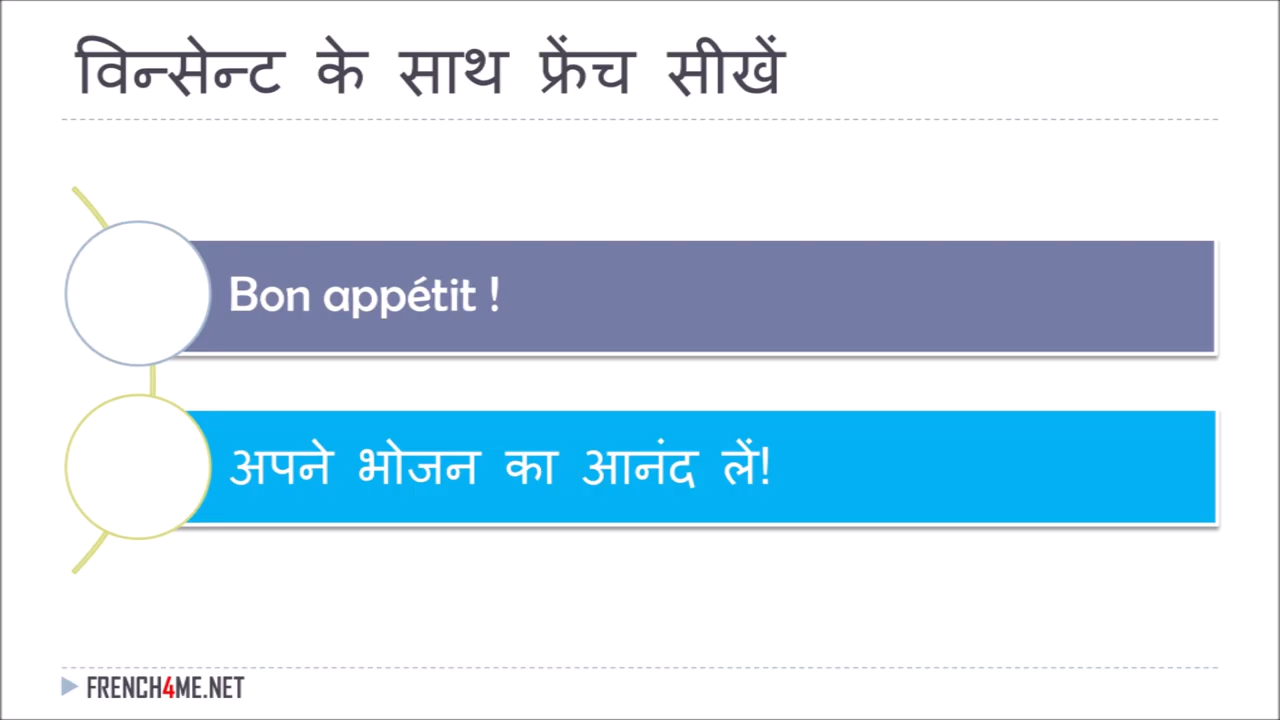 विन्सेन्ट के साथ फ्रेंच सीखें
Bon appétit !
अपने भोजन का आनंद लें!
FRENCH4ME.NET